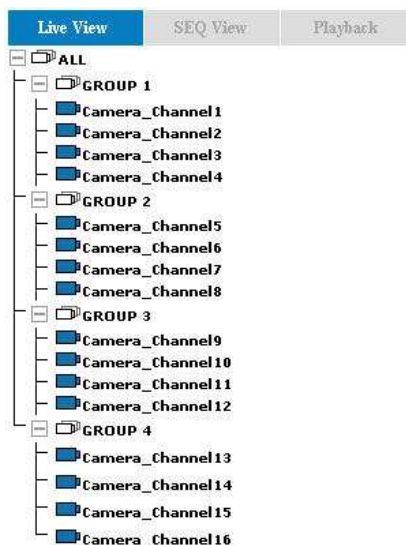 Live View SEQ View Playback
ALL
GROUP 1
Camera_Channel1
Camera_Channel2
Camera_Channel3
Camera_Channel4
GROUP 2
Camera_Channel5
Camera_Channel6
Camera_Channel7
Camera_Channel8
GROUP 3
Camera_Channel9
Camera_Channel10
Camera_Channel11
Camera_Channel12
GROUP 4
Camera_Channel13
Camera_Channel14
Camera_Channel15
Camera_Channel16